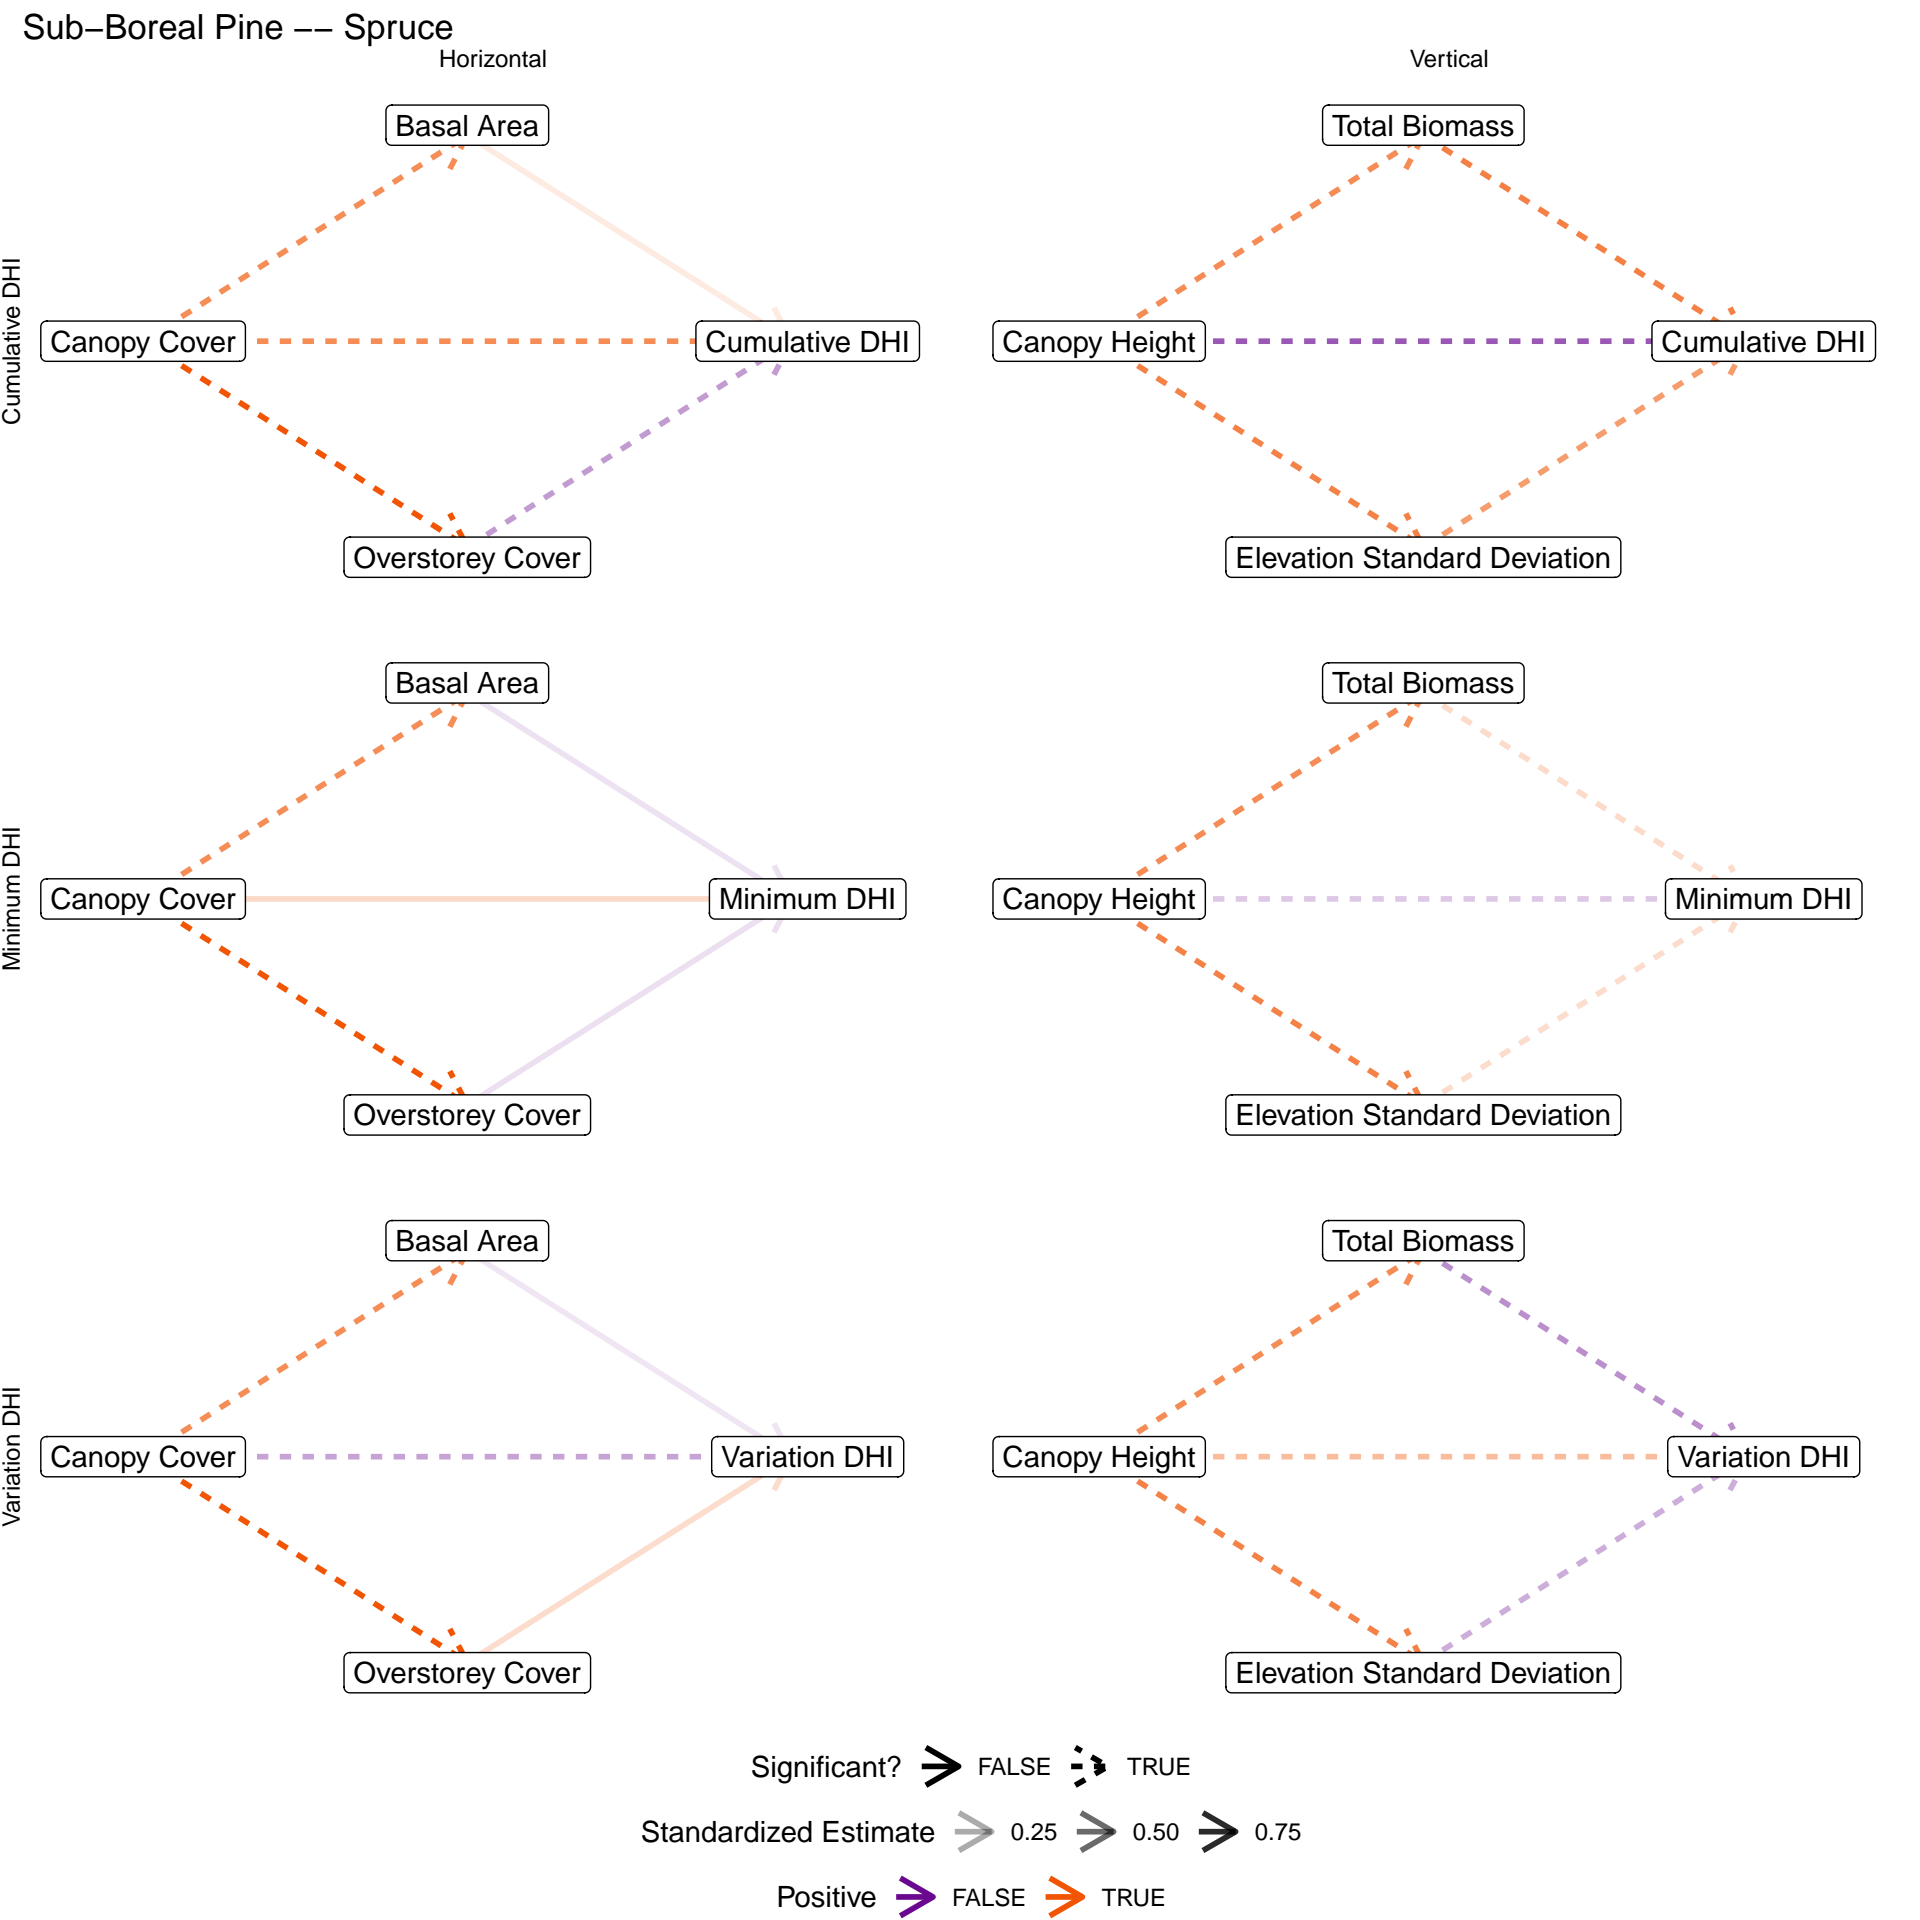 Sub−Boreal Pine −− Spruce
Horizontal
Vertical
Cumulative DHI
Basal Area
Canopy Cover
Cumulative DHI
Overstorey Cover
Total Biomass
Canopy Height
Cumulative DHI
Elevation Standard Deviation
Minimum DHI
Basal Area
Canopy Cover
Minimum DHI
Overstorey Cover
Total Biomass
Canopy Height
Minimum DHI
Elevation Standard Deviation
Variation DHI
Basal Area
Canopy Cover
Variation DHI
Overstorey Cover
Total Biomass
Canopy Height
Variation DHI
Elevation Standard Deviation
Significant? FALSE TRUE
Standardized Estimate 0.25 0.50 0.75
Positive FALSE TRUE